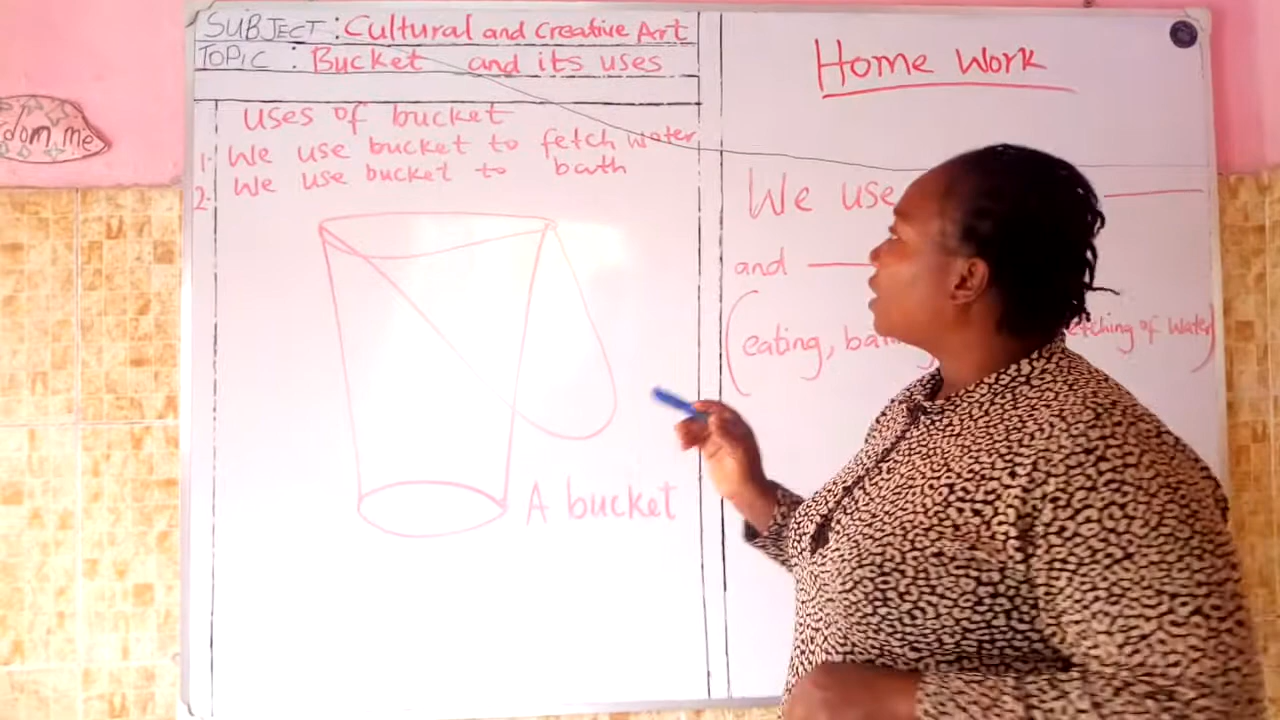 SUBJECT : Cultural and Creative Art
TOPIC : Bucket and its uses
uses of bucket
1. We use bucket to fetch water
2. We use bucket to bath
A bucket
Home Work
We use
and
(eating, etching of water)
dom me